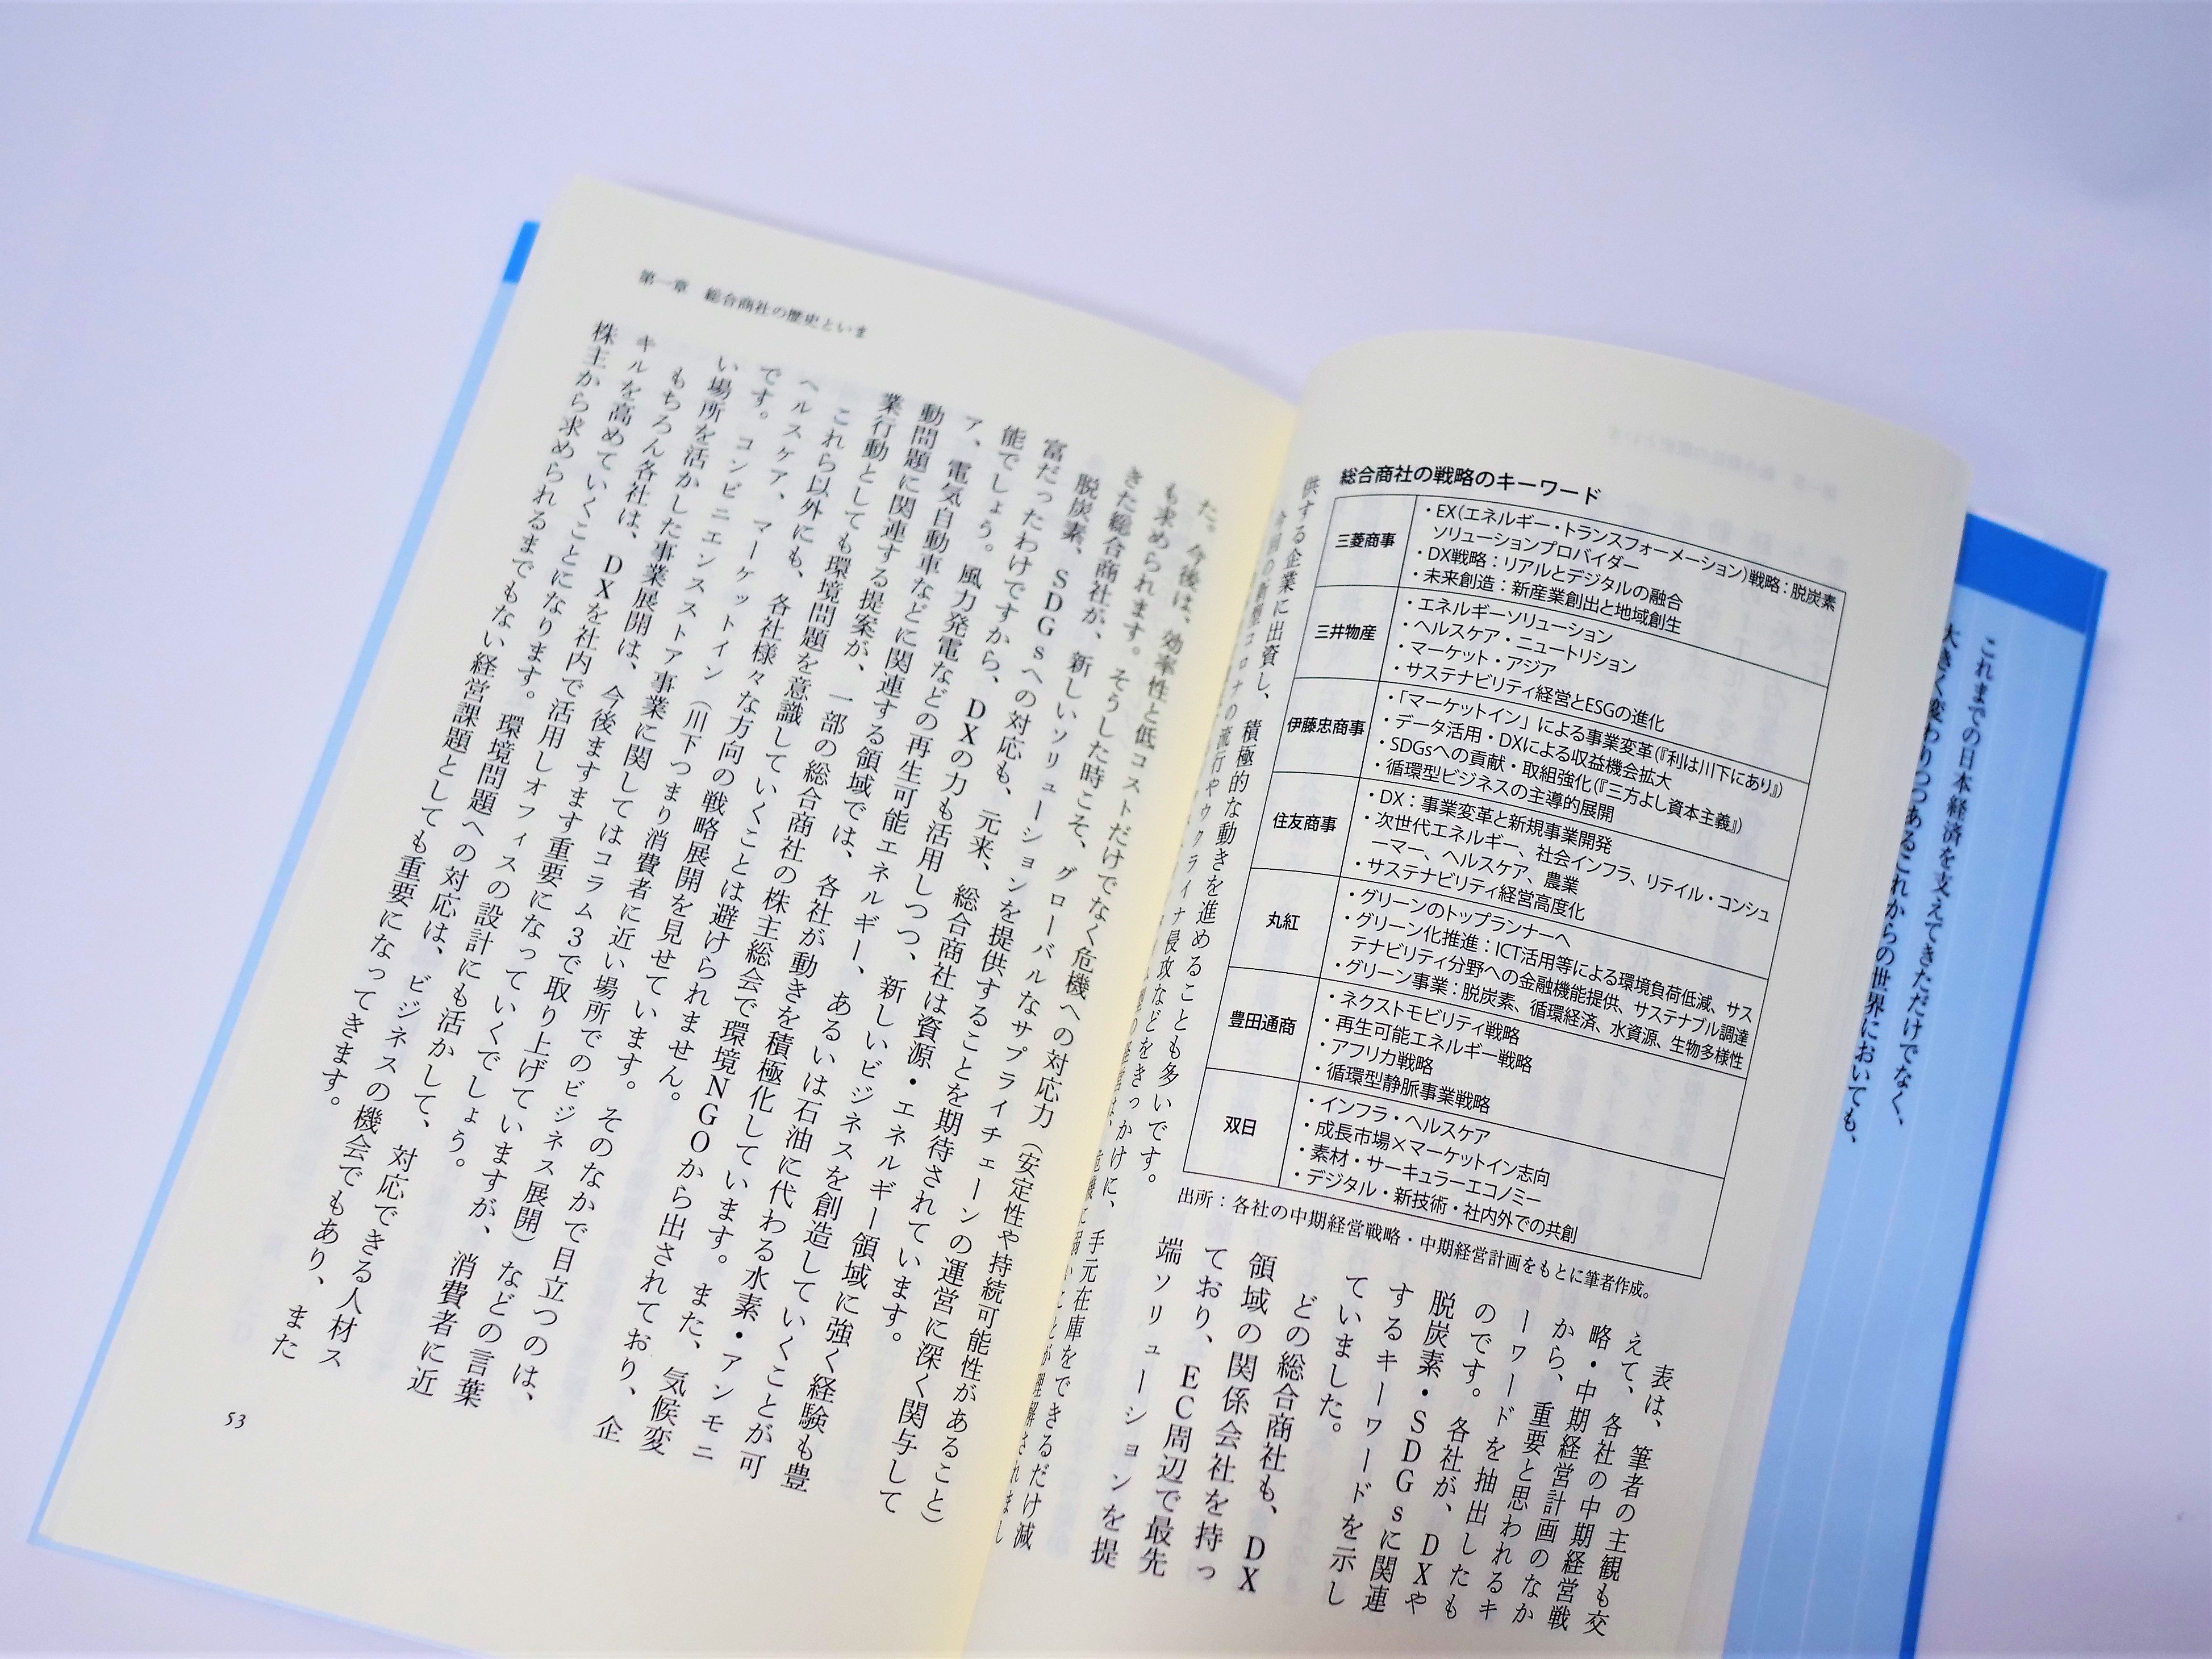 これまでの日本経済を支えてきただけでなく、
大きく変わりつつあるこれからの世界においても、
総合商社の戦略のキーワード
三菱商事
・EX(エネルギー・トランスフォーメーション)戦略：脱炭素
ソリューションプロバイダー
・DX戦略：リアルとデジタルの融合
・未来創造：新産業創出と地域創生
三井物産
・エネルギーソリューション
・ヘルスケア・ニュートリション
・マーケット・アジア
・サステナビリティ経営とESGの進化
伊藤忠商事
・「マーケットイン」による事業変革(『利は川下にあり』)
・データ活用・DXによる収益機会拡大
・SDGsへの貢献・取組強化(『三方よし資本主義』)
・循環型ビジネスの主導的展開
住友商事
・DX：事業変革と新規事業開発
・次世代エネルギー、社会インフラ、リテイル・コンシュ
ーマー、ヘルスケア、農業
・サステナビリティ経営高度化
丸紅
・グリーンのトップランナーへ
・グリーン化推進：ICT活用等による環境負荷低減、サス
テナビリティ分野への金融機能提供、サステナブル調達
・グリーン事業：脱炭素、循環経済、水資源、生物多様性
豊田通商
・ネクストモビリティ戦略
・再生可能エネルギー戦略
・アフリカ戦略
・循環型静脈事業戦略
双日
・インフラ・ヘルスケア
・成長市場×マーケットイン志向
・素材・サーキュラーエコノミー
・デジタル・新技術・社内外での共創
出所：各社の中期経営戦略・中期経営計画をもとに筆者作成。
表は、筆者の主観も交
えて、各社の中期経営戦
略・中期経営計画のなか
から、重要と思われるキ
ーワードを抽出したも
のです。各社が、DXや
脱炭素・SDGsに関連
するキーワードを示し
ていました。
どの総合商社も、DX
領域の関係会社を持っ
ており、EC周辺で最先
端ソリューションを提
供する企業に出資し、積極的な動きを進めることも多いです。
の新型コロナの流行やウクライナ侵攻などをきっかけに、手元在庫をできるだけ減
た。今後は、効率性と低コストだけでなく危機への対応力（安定性や持続可能性があること）
も求められます。そうした時こそ、グローバルなサプライチェーンの運営に深く関与して
きた総合商社が、新しいソリューションを提供することを期待されています。
脱炭素、SDGsへの対応も、元来、総合商社は資源・エネルギー領域に強く経験も豊
富だったわけですから、DXの力も活用しつつ、新しいビジネスを創造していくことが可
能でしょう。風力発電などの再生可能エネルギー、あるいは石油に代わる水素・アンモニ
ア、電気自動車などに関連する領域では、各社が動きを積極化しています。また、気候変
動問題に関連する提案が、一部の総合商社の株主総会で環境NGOから出されており、企
業行動としても環境問題を意識していくことは避けられません。
これら以外にも、各社様々な方向の戦略展開を見せています。そのなかで目立つのは、
ヘルスケア、マーケットイン（川下つまり消費者に近い場所でのビジネス展開）などの言葉
です。コンビニエンスストア事業に関してはコラム3で取り上げていますが、消費者に近
い場所を活かした事業展開は、今後ますます重要になっていくでしょう。
もちろん各社は、DXを社内で活用しオフィスの設計にも活かして、対応できる人材ス
キルを高めていくことになります。環境問題への対応は、ビジネスの機会でもあり、また
株主から求められるまでもない経営課題としても重要になってきます。
第一章　総合商社の歴史といま
53